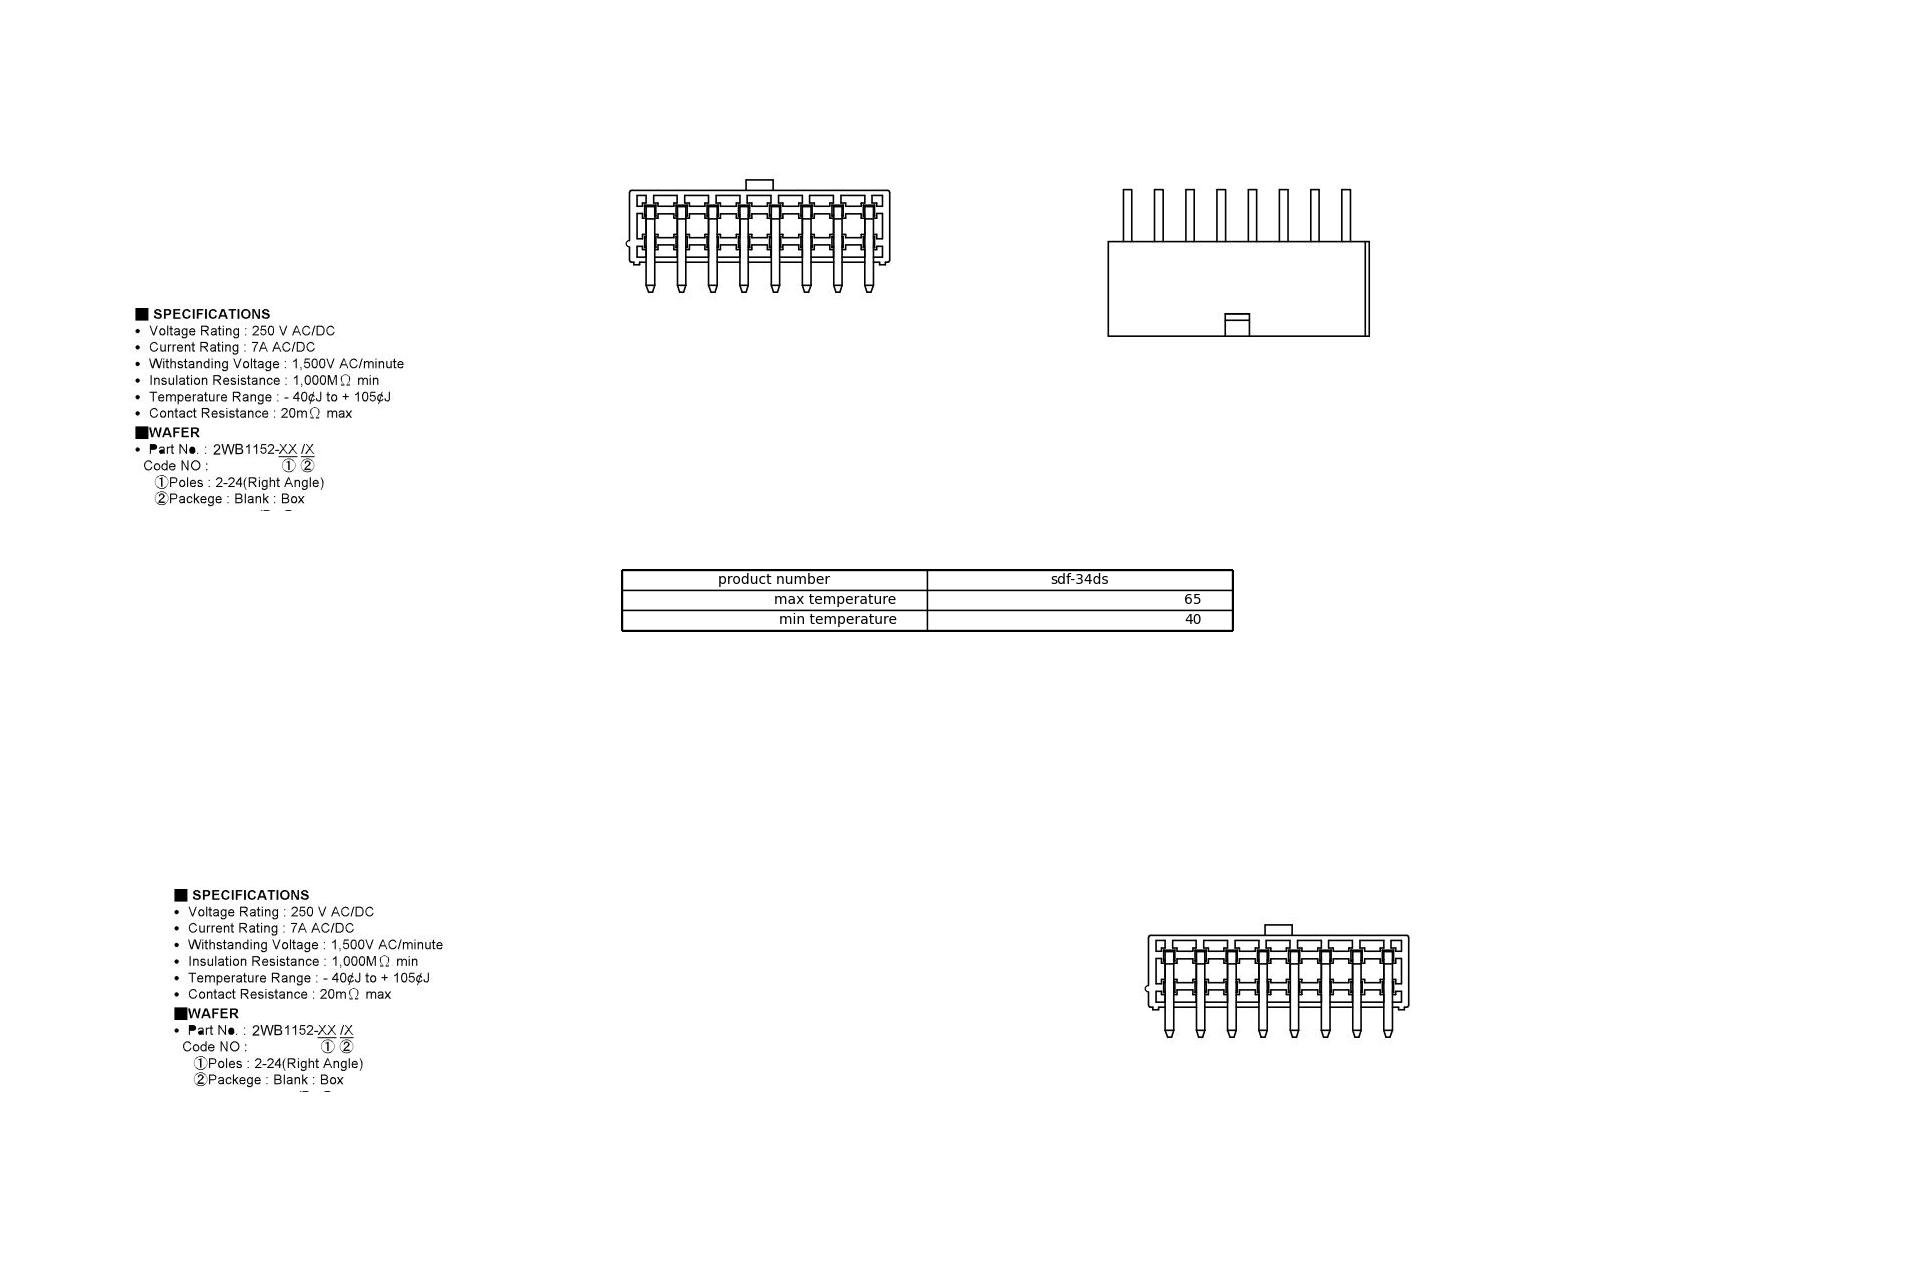 ■ SPECIFICATIONS
• Voltage Rating : 250 V AC/DC
• Current Rating : 7A AC/DC
• Withstanding Voltage : 1,500V AC/minute
• Insulation Resistance : 1,000MΩ min
• Temperature Range : - 40¢J to + 105¢J
• Contact Resistance : 20mΩ max
■WAFER
• Part No. : 2WB1152-XX /X
Code NO : ① ②
①Poles : 2-24(Right Angle)
②Packege : Blank : Box
product number sdf-34ds
max temperature 65
min temperature 40
■ SPECIFICATIONS
• Voltage Rating : 250 V AC/DC
• Current Rating : 7A AC/DC
• Withstanding Voltage : 1,500V AC/minute
• Insulation Resistance : 1,000MΩ min
• Temperature Range : - 40¢J to + 105¢J
• Contact Resistance : 20mΩ max
■WAFER
• Part No. : 2WB1152-XX /X
Code NO : ① ②
①Poles : 2-24(Right Angle)
②Packege : Blank : Box